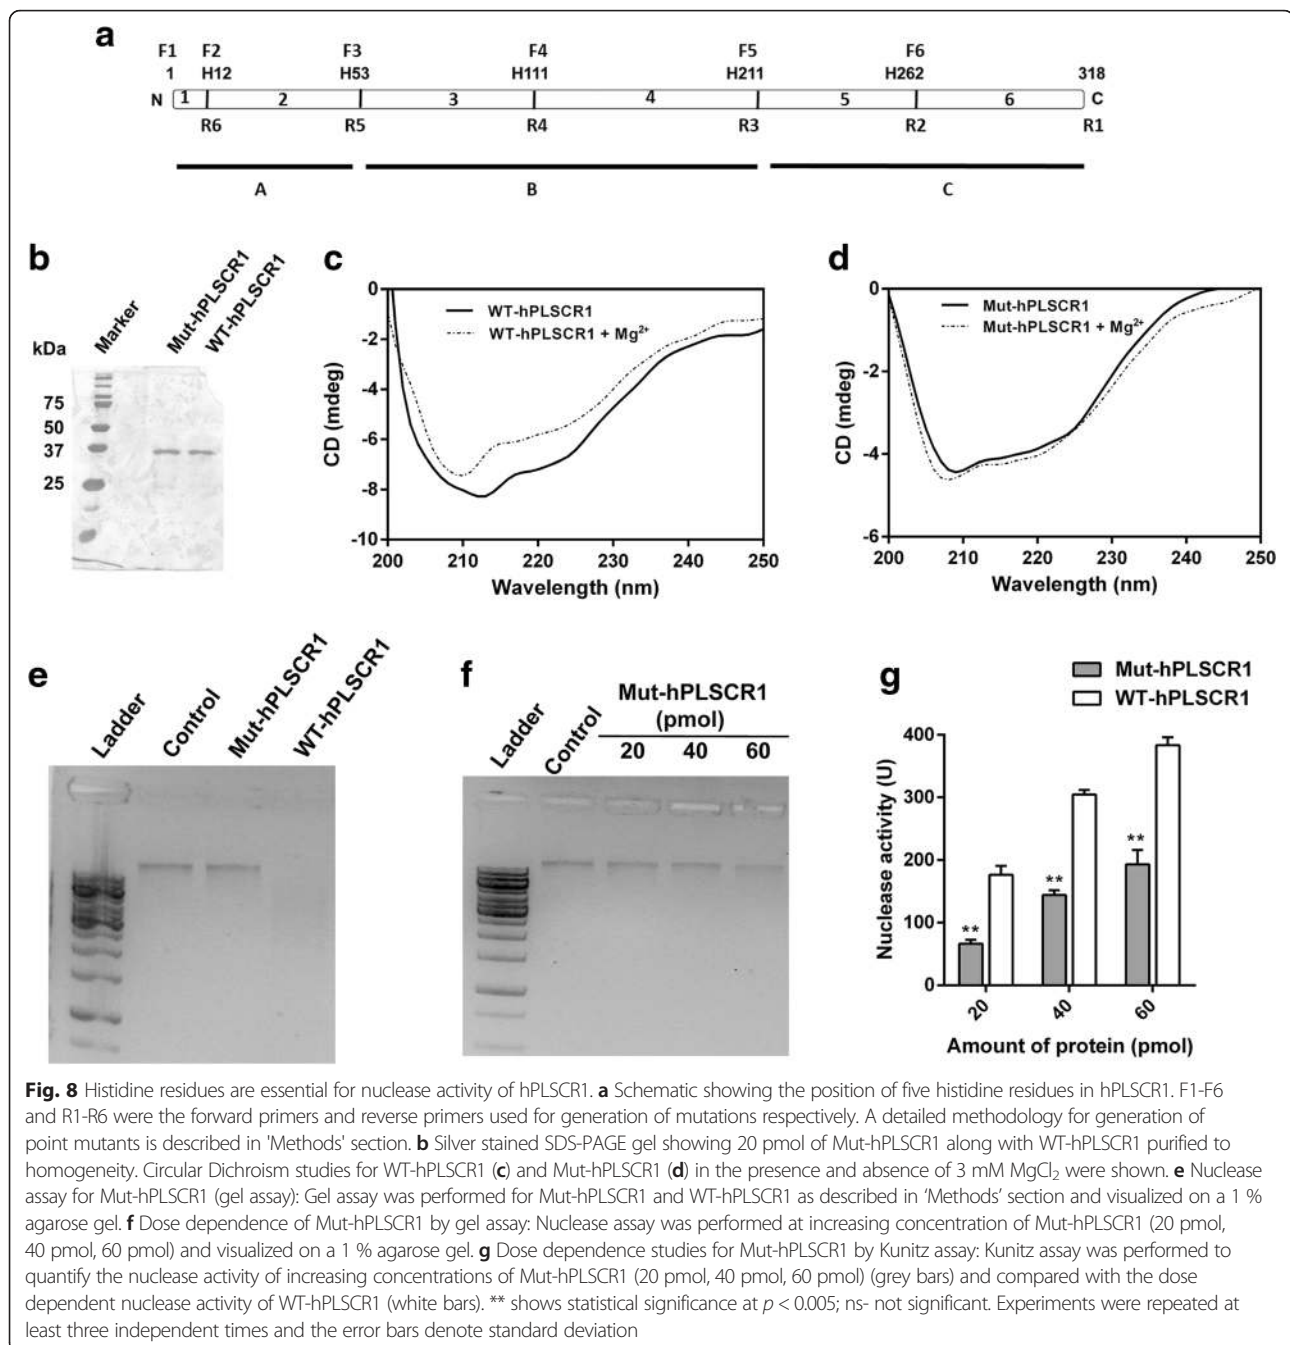 a
F1 F2 F3 F4 F5 F6
1 H12 H53 H111 H211 H262 318
N 1 2 3 4 5 6 C
R6 R5 R4 R3 R2 R1
A B C
b
Marker
Mut-hPLSCR1
WT-hPLSCR1
kDa
75
50
37
25
c
0
-2
-4
-6
-8
-10
CD (mdeg)
WT-hPLSCR1
WT-hPLSCR1 + Mg2+
200 210 220 230 240 250
Wavelength (nm)
d
0
-2
-4
-6
CD (mdeg)
Mut-hPLSCR1
Mut-hPLSCR1 + Mg2+
200 210 220 230 240 250
Wavelength (nm)
e
Ladder
Control
Mut-hPLSCR1
WT-hPLSCR1
f
Ladder
Control
Mut-hPLSCR1
(pmol)
20 40 60
g
Mut-hPLSCR1
WT-hPLSCR1
400
300
200
100
0
Nuclease activity (U)
** ** **
20 40 60
Amount of protein (pmol)
Fig. 8 Histidine residues are essential for nuclease activity of hPLSCR1. a Schematic showing the position of five histidine residues in hPLSCR1. F1-F6
and R1-R6 were the forward primers and reverse primers used for generation of mutations respectively. A detailed methodology for generation of
point mutants is described in 'Methods' section. b Silver stained SDS-PAGE gel showing 20 pmol of Mut-hPLSCR1 along with WT-hPLSCR1 purified to
homogeneity. Circular Dichroism studies for WT-hPLSCR1 (c) and Mut-hPLSCR1 (d) in the presence and absence of 3 mM MgCl2 were shown. e Nuclease
assay for Mut-hPLSCR1 (gel assay): Gel assay was performed for Mut-hPLSCR1 and WT-hPLSCR1 as described in ‘Methods’ section and visualized on a 1 %
agarose gel. f Dose dependence of Mut-hPLSCR1 by gel assay: Nuclease assay was performed at increasing concentration of Mut-hPLSCR1 (20 pmol,
40 pmol, 60 pmol) and visualized on a 1 % agarose gel. g Dose dependence studies for Mut-hPLSCR1 by Kunitz assay: Kunitz assay was performed to
quantify the nuclease activity of increasing concentrations of Mut-hPLSCR1 (20 pmol, 40 pmol, 60 pmol) (grey bars) and compared with the dose
dependent nuclease activity of WT-hPLSCR1 (white bars). ** shows statistical significance at p < 0.005; ns- not significant. Experiments were repeated at
least three independent times and the error bars denote standard deviation